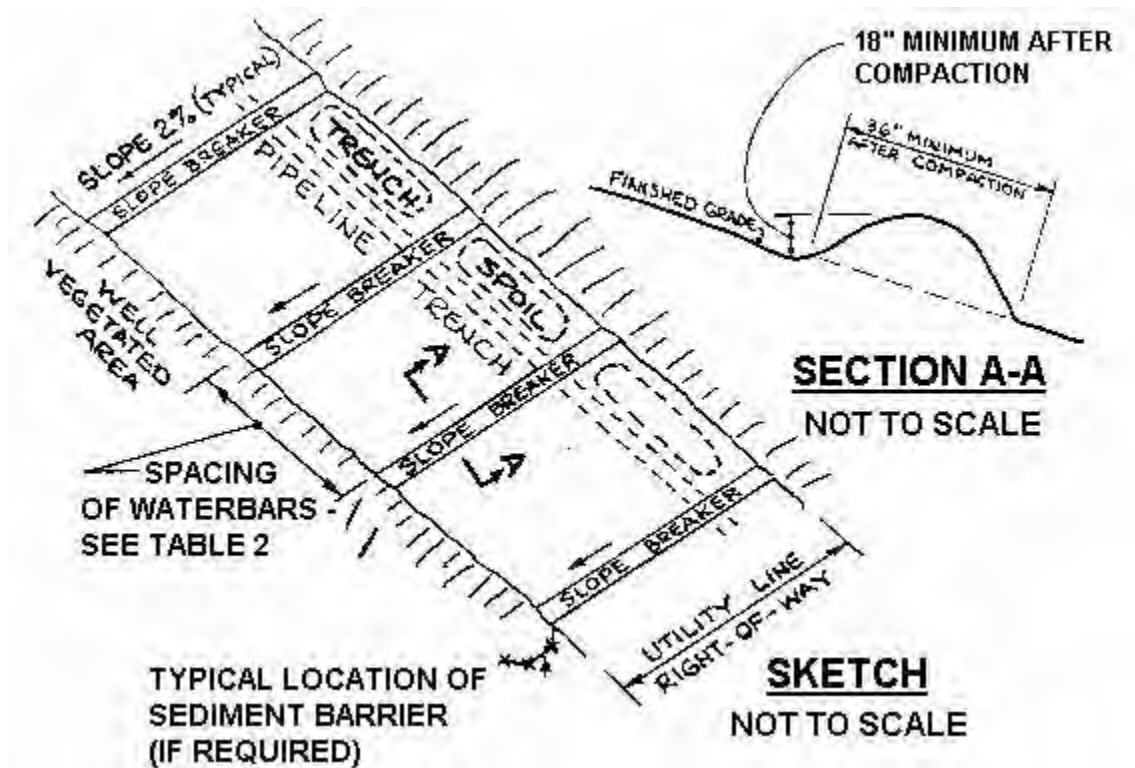 18" MINIMUM AFTER
COMPACTION
36" MINIMUM
AFTER COMPACTION
FINISHED GRADE
SECTION A-A
NOT TO SCALE
SLOPE 2% (TYPICAL)
SLOPE BREAKER
TRENCH
PIPELINE
SLOPE BREAKER
SPOIL
TRENCH
WELL
VEGETATED
AREA
A
SLOPE BREAKER
A
SPACING
OF WATERBARS -
SEE TABLE 2
SLOPE BREAKER
UTILITY LINE
RIGHT-OF-WAY
TYPICAL LOCATION OF
SEDIMENT BARRIER
(IF REQUIRED)
SKETCH
NOT TO SCALE